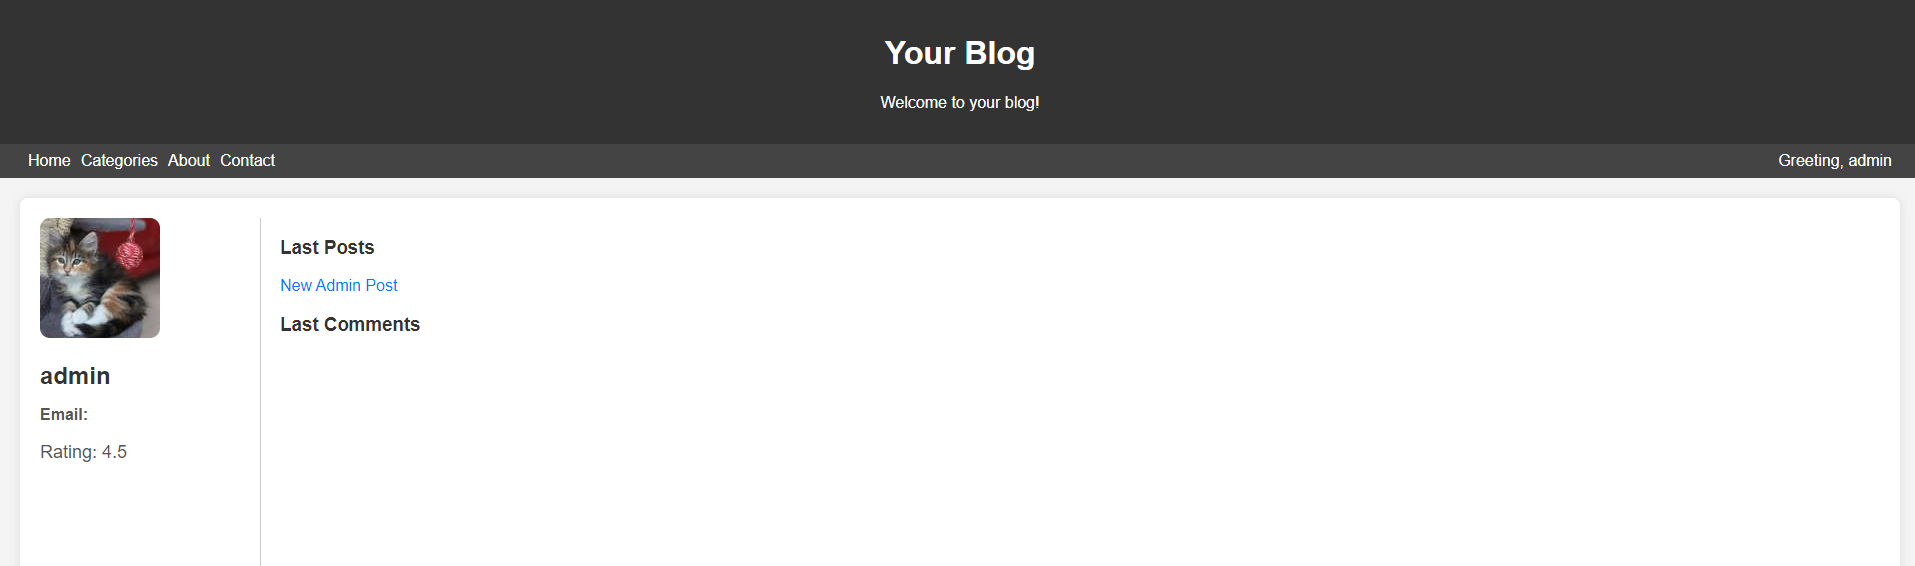 Your Blog
Welcome to your blog!
Home Categories About Contact
Greeting, admin
admin
Email:
Rating: 4.5
Last Posts
New Admin Post
Last Comments